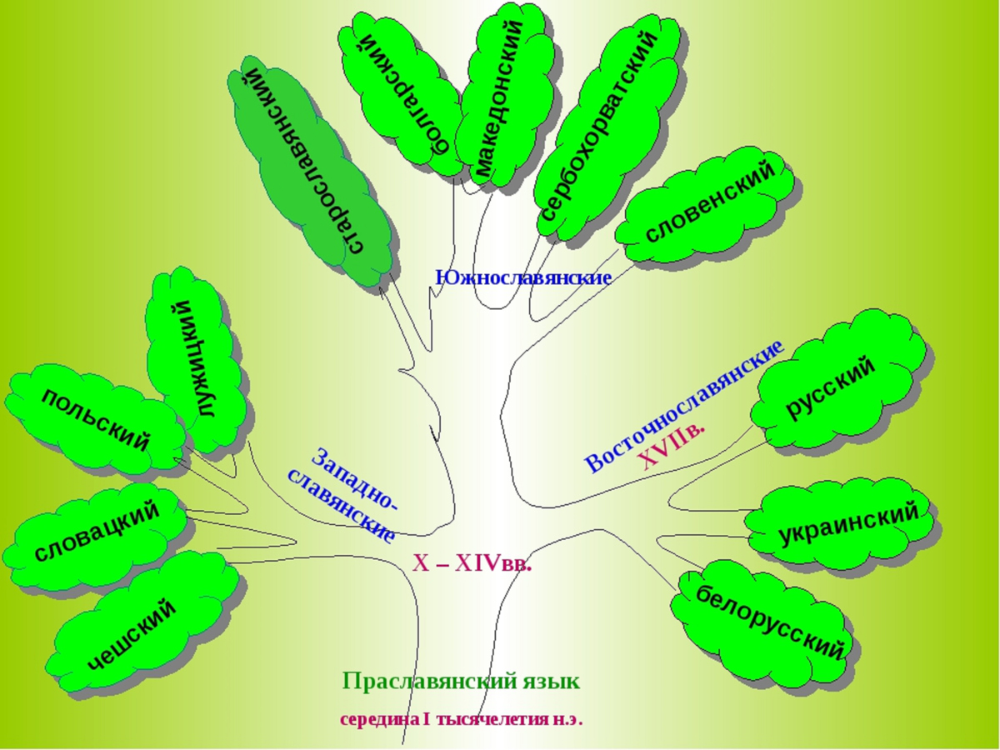 старославянский
болгарский
македонский
сербохорватский
словенский
Южнославянские
лужицкий
польский
словацкий
чешский
Западно-
славянские
Восточнославянские
XVIIв.
русский
украинский
белорусский
X – XIVвв.
Праславянский язык
середина I тысячелетия н.э.